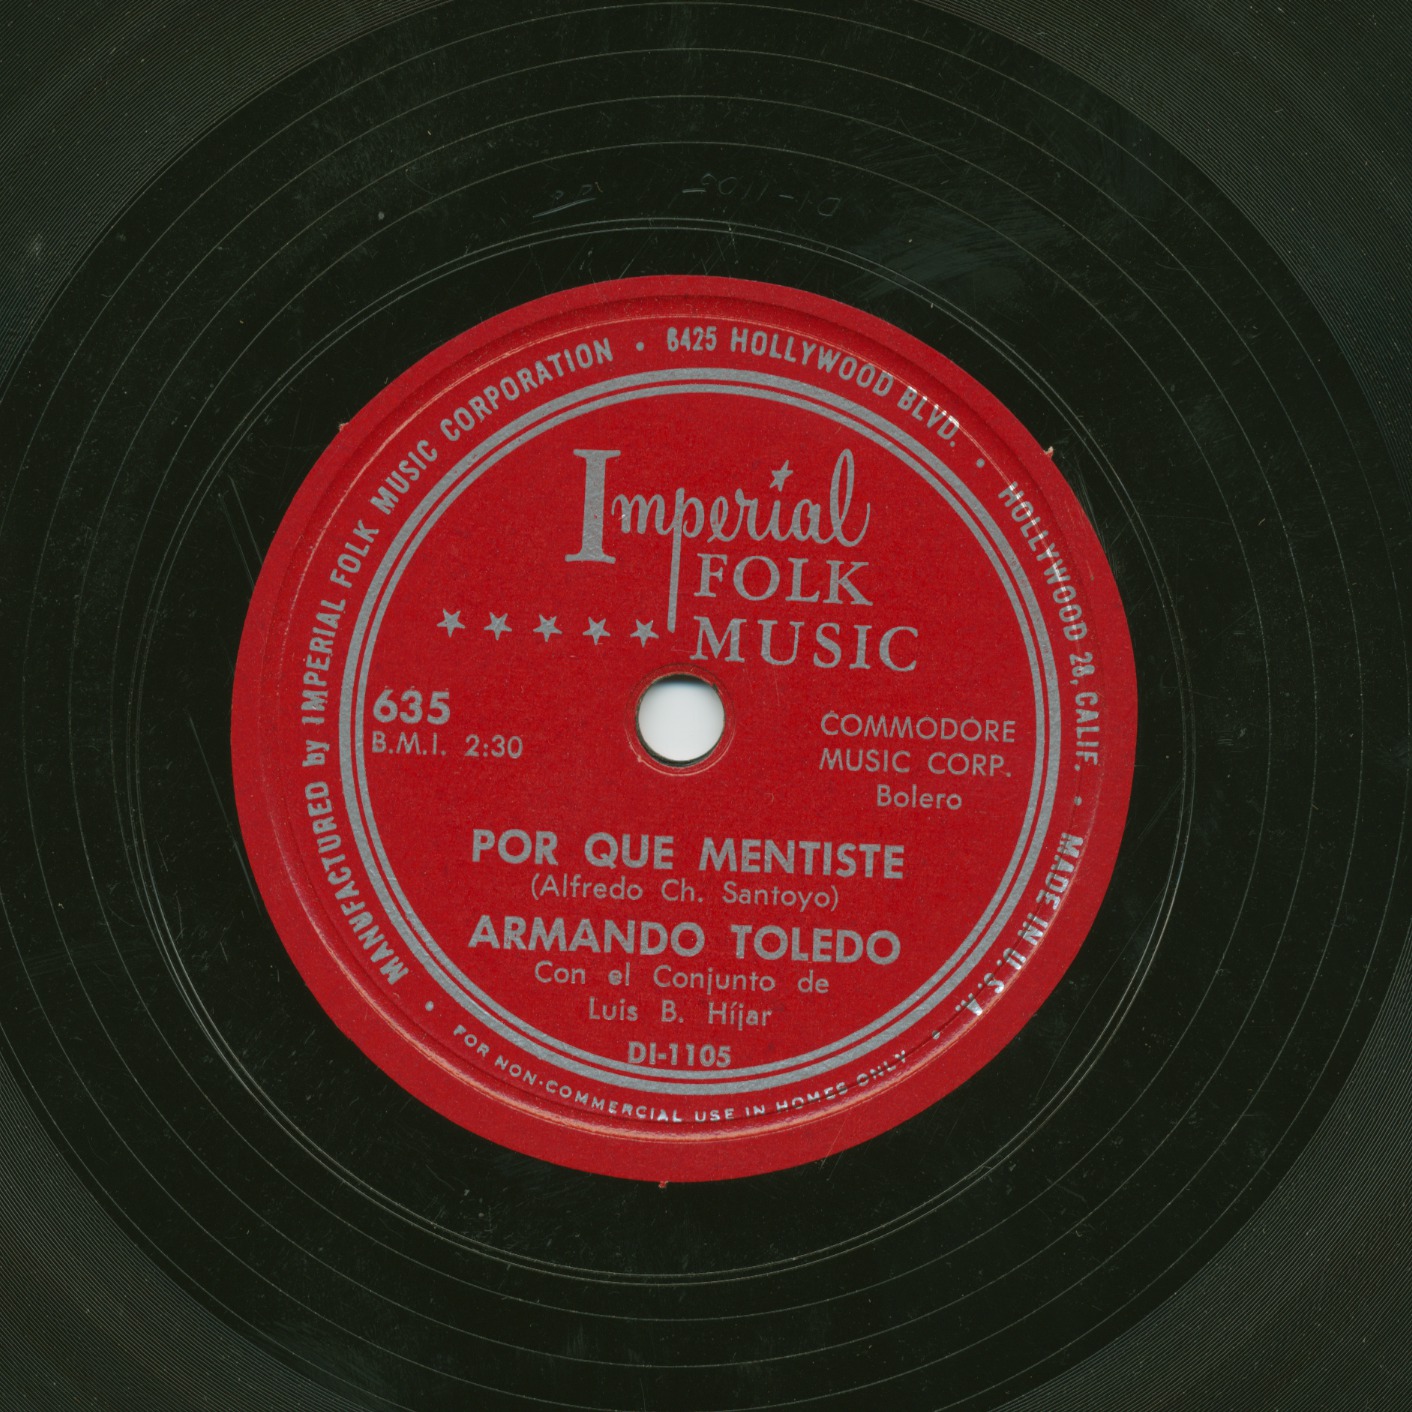 MANUFACTURED by IMPERIAL FOLK MUSIC CORPORATION • 6425 HOLLYWOOD BLVD. • HOLLYWOOD 28, CALIF. • MADE IN U.S.A. •
Imperial
FOLK
MUSIC
635
B.M.I. 2:30
COMMODORE
MUSIC CORP.
Bolero
POR QUE MENTISTE
(Alfredo Ch. Santoyo)
ARMANDO TOLEDO
Con el Conjunto de
Luis B. Híjar
DI-1105
FOR NON-COMMERCIAL USE IN HOMES ONLY